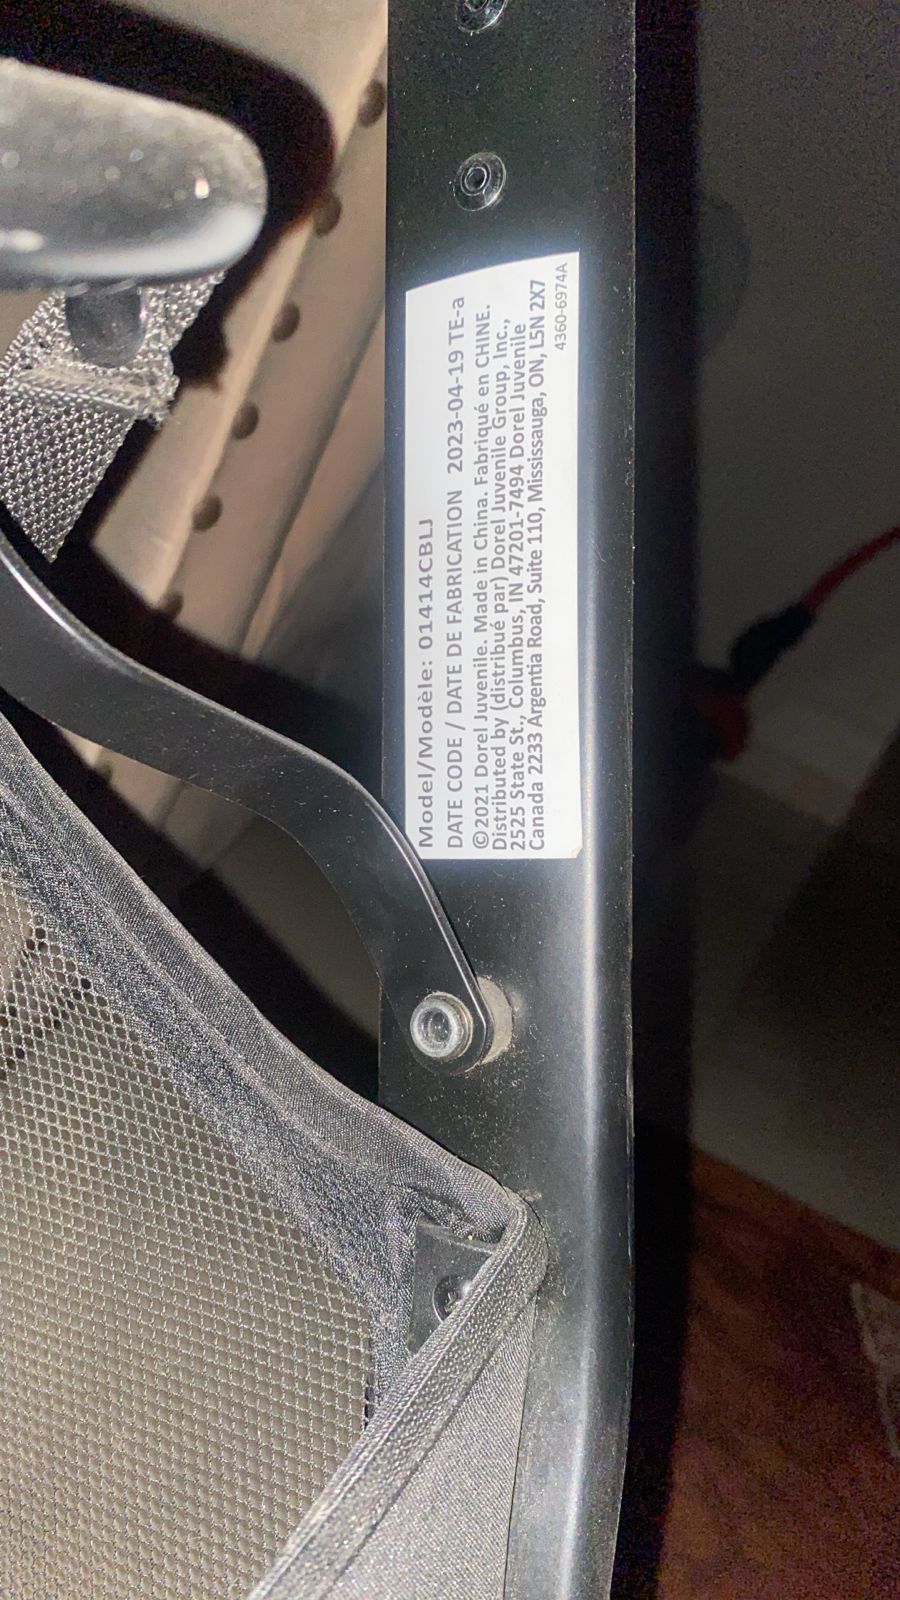 Model/Modèle: 01414CBLJ
DATE CODE / DATE DE FABRICATION 2023-04-19 TE-a
©2021 Dorel Juvenile. Made in China. Fabriqué en CHINE.
Distributed by (distribué par) Dorel Juvenile Group, Inc.,
2525 State St., Columbus, IN 47201-7494 Dorel Juvenile
Canada 2233 Argentia Road, Suite 110, Mississauga, ON, L5N 2X7
4360-6974A